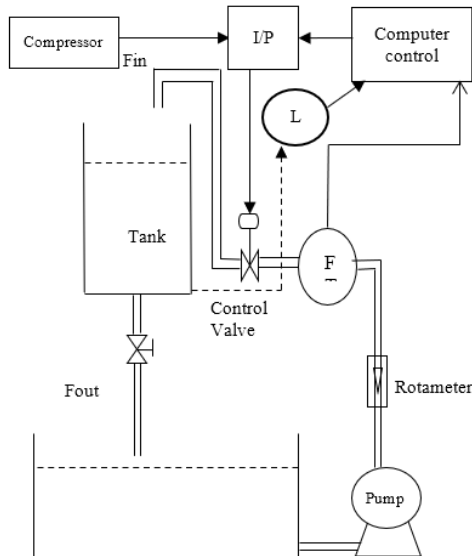 Compressor
I/P
Computer
control
Fin
L
Tank
F
Control
Valve
Fout
Rotameter
Pump